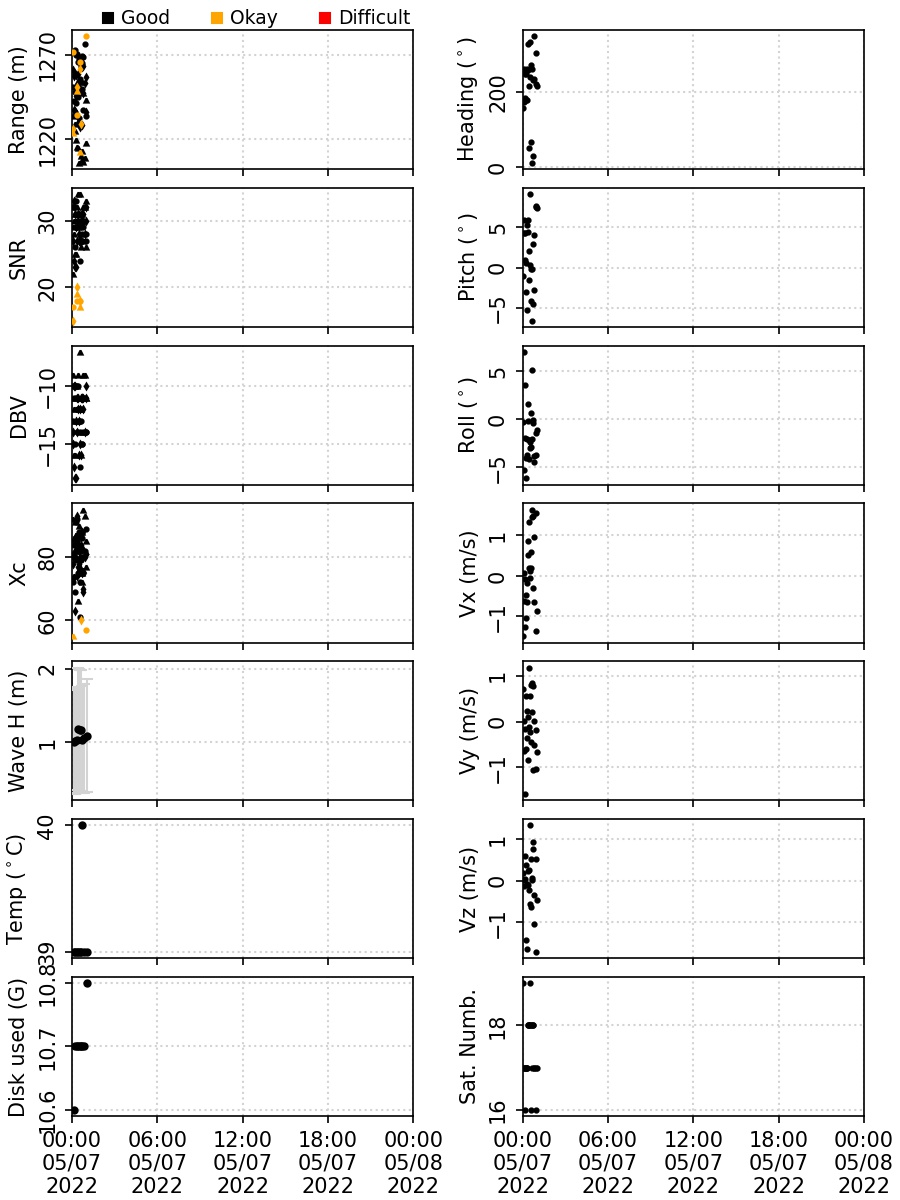 Good Okay Difficult
Range (m)
1270
1220
Heading (°)
200
0
SNR
30
20
Pitch (°)
5
0
−5
DBV
−10
−15
Roll (°)
5
0
−5
Xc
80
60
Vx (m/s)
1
0
−1
Wave H (m)
2
1
Vy (m/s)
1
0
−1
Temp (°C)
40
39
Vz (m/s)
1
0
−1
Disk used (G)
10.8
10.7
10.6
Sat. Numb.
18
16
00:00 06:00 12:00 18:00 00:00 00:00 06:00 12:00 18:00 00:00
05/07 05/07 05/07 05/07 05/08 05/07 05/07 05/07 05/07 05/08
2022 2022 2022 2022 2022 2022 2022 2022 2022 2022